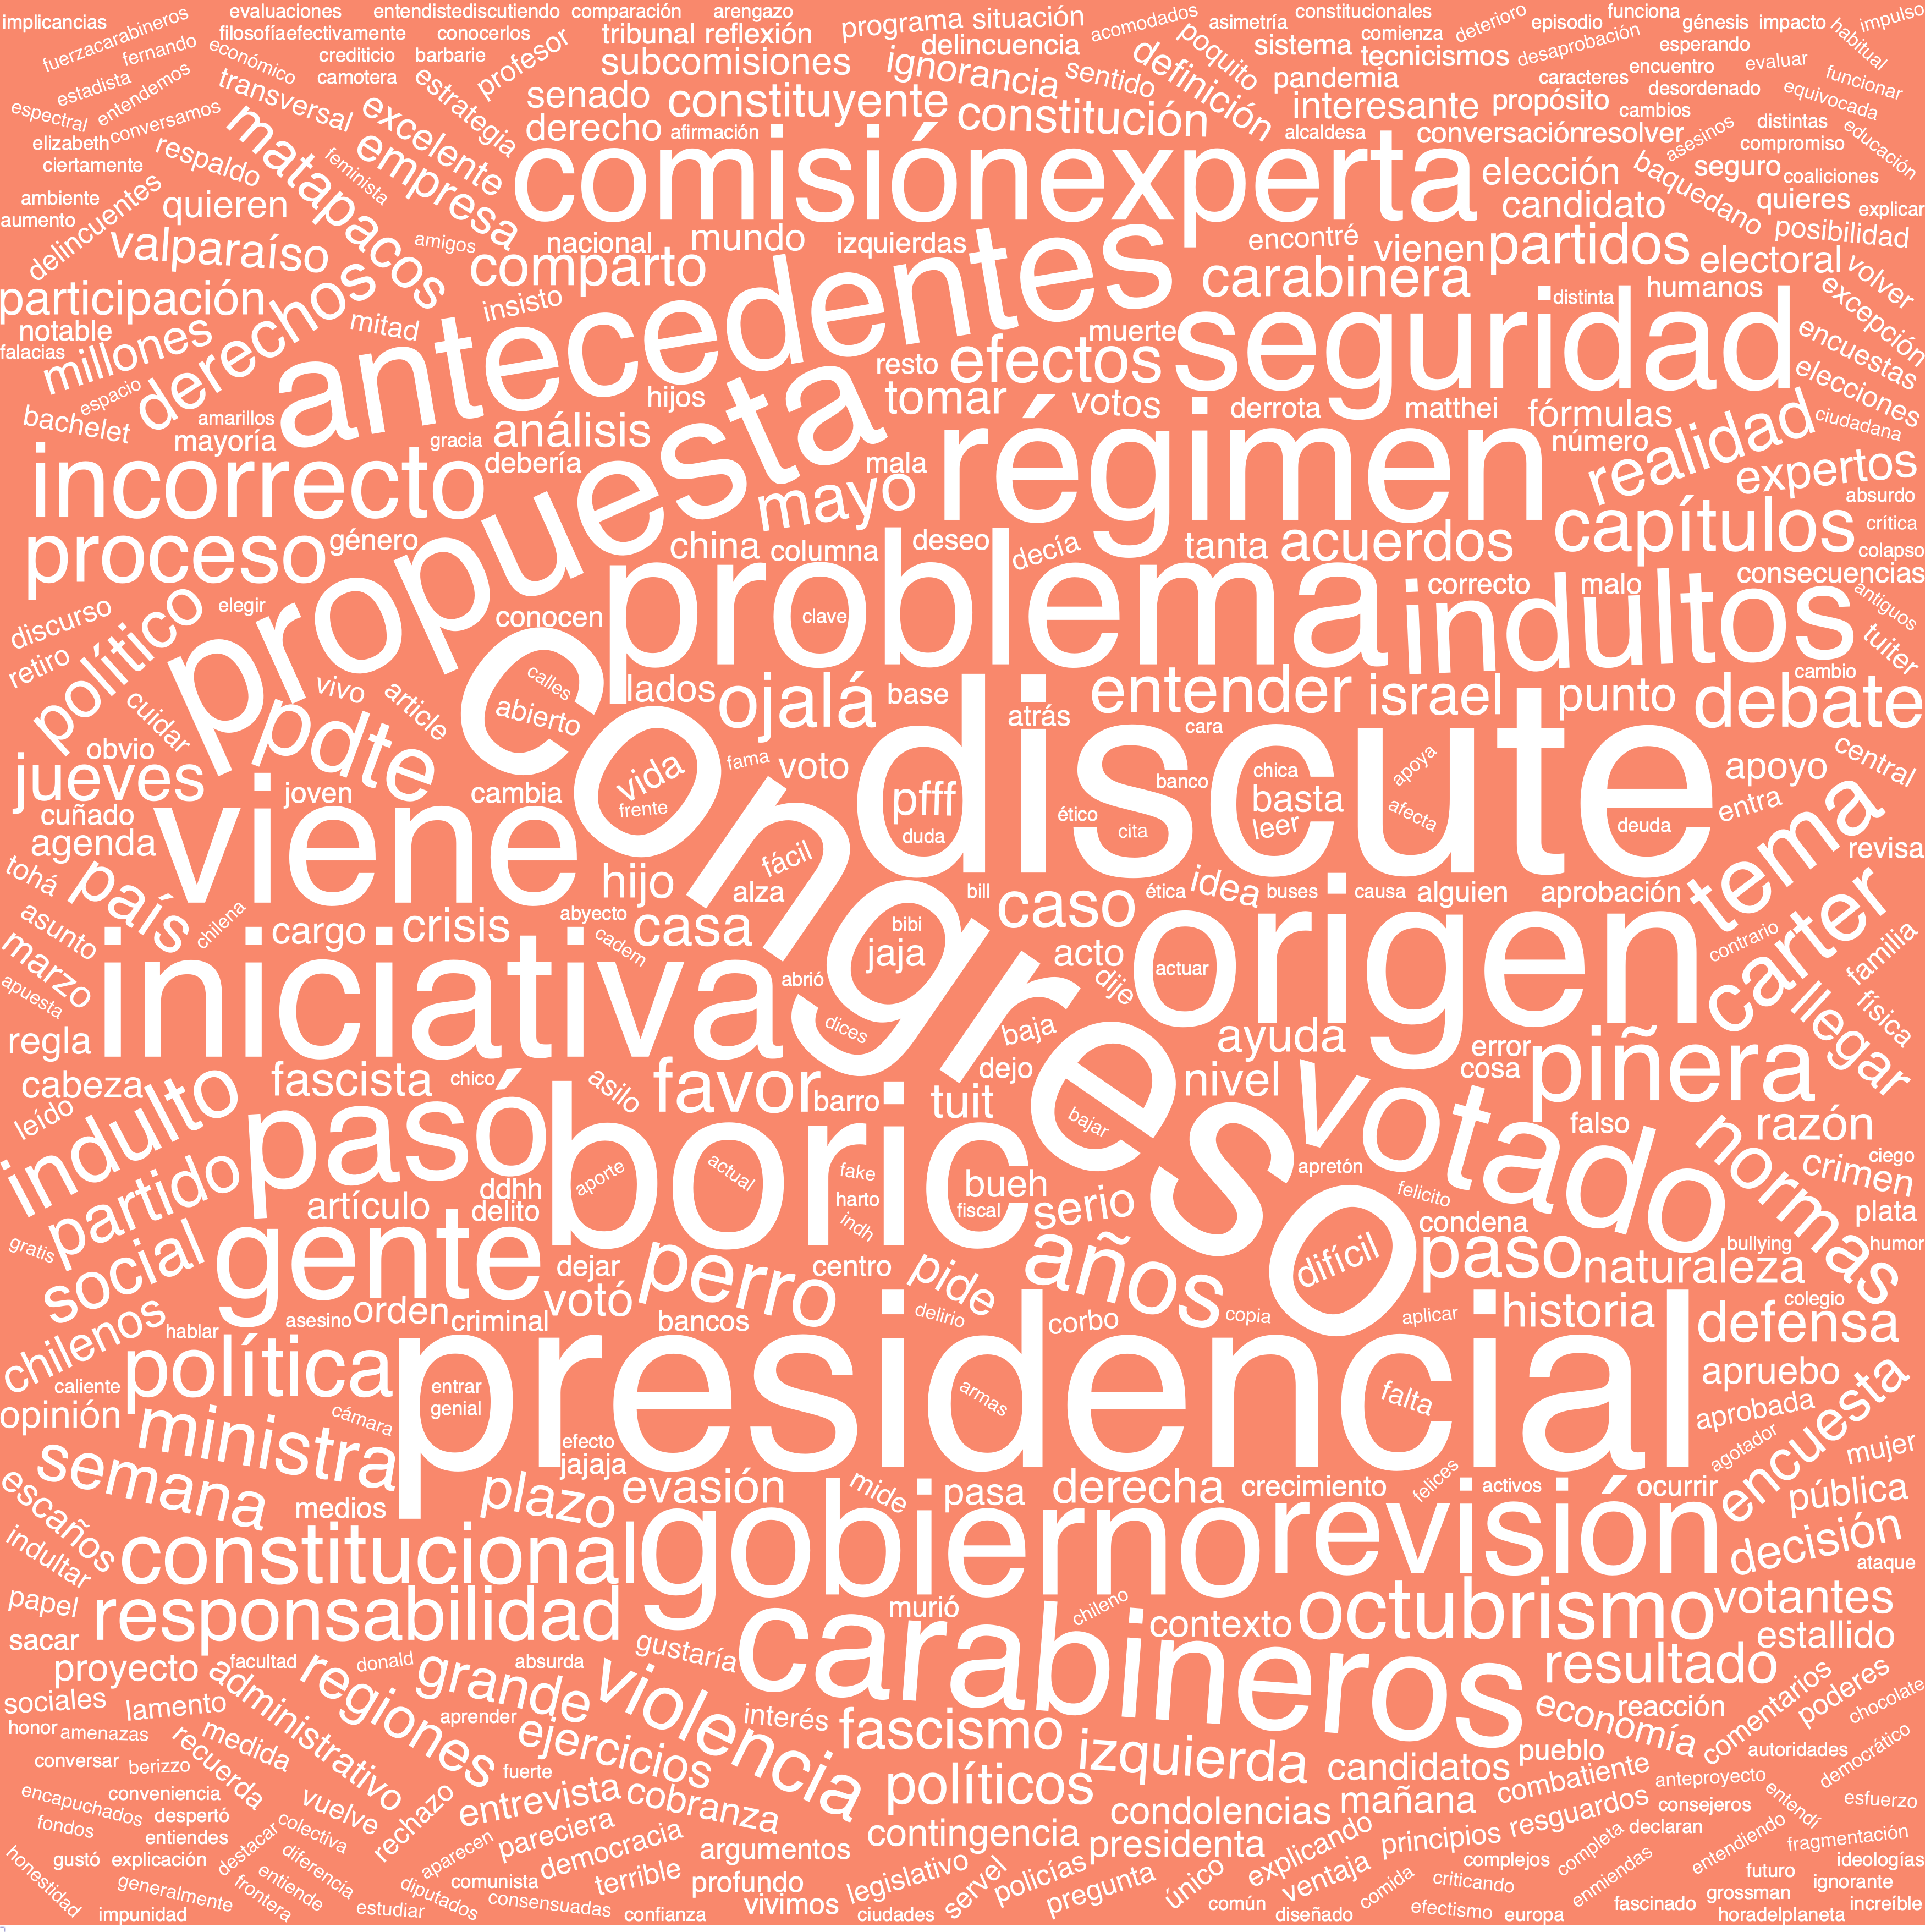 implicancias
evaluaciones
entendistediscutiendo
comparación
arengazo
programa situación
acomodados
asimetría
constitucionales
comienza
deterioro
episodio
funciona
génesis
impacto
habitual
impulso
fuerzacarabineros
fernando
filosofíaefectivamente
conocerlos
profesor
tribunal reflexión
delincuencia
poquito
sistema
tecnicismos
desaprobación
esperando
estadista
económico
crediticio
barbarie
camotera
estrategia
subcomisiones
ignorancia
sentido
definición
pandemia
caracteres
encuentro
evaluar
funcionar
espectral
entendemos
transversal
excelente
senado
constituyente
constitución
interesante
propósito
desordenado
cambios
equivocada
elizabeth
conversamos
matapacos
empresa
derecho
afirmación
alcaldesa
conversación
resolver
asesinos
distintas
compromiso
educación
ciertamente
respaldo
feminista
comisión
experta
elección
baquedano
seguro
coaliciones
ambiente
aumento
delincuentes
quieren
candidato
quieres
explicar
valparaíso
amigos
nacional
mundo
izquierdas
encontré
vienen
partidos
posibilidad
electoral
volver
participación
derechos
comparto
antecedentes
carabinera
distinta
humanos
excepción
notable
falacias
millones
espacio
mitad
insisto
muerte
resto
efectos
seguridad
encuestas
elecciones
bachelet
amarillos
mayoría
gracia
análisis
hijos
tomar
votos
derrota
matthei
fórmulas
número
realidad
ciudadana
incorrecto
debería
propuesta
mala
mayo
régimen
expertos
absurdo
proceso
género
china
columna
deseo
decía
tanta
acuerdos
capítulos
crítica
colapso
consecuencias
discurso
elegir
político
conocen
problema
clave
correcto
malo
indultos
antiguos
tuiter
retiro
cuidar
vivo
article
calles
abierto
lados
ojalá
base
atrás
entender
israel
punto
cambio
debate
cara
obvio
pdte
congreso
vida
frente
fama
voto
pfff
duda
discute
banco
chica
basta
leer
apoya
afecta
ético
cita
deuda
apoyo
central
jueves
cuñado
joven
cambia
viene
entra
tema
revisa
agenda
tohá
país
hijo
fácil
alza
bill
caso
ética
idea
buses
causa
alguien
aprobación
asunto
chilena
cargo
crisis
abyecto
cadem
casa
bibi
jaja
acto
origen
actuar
contrario
carter
familia
marzo
apuesta
iniciativa
abrió
dices
dije
baja
física
llegar
regla
ayuda
error
cosa
piñera
cabeza
fascista
chico
asilo
favor
barro
tuit
dejo
nivel
votado
leído
indulto
pasó
boric
bajar
falso
razón
apretón
normas
crimen
ciego
partido
artículo
ddhh
delito
aporte
actual
fake
harto
indh
bueh
fiscal
serio
felicito
condena
plata
gratis
social
gente
dejar
perro
centro
pide
años
difícil
paso
naturaleza
bullying
humor
chilenos
hablar
asesino
orden
criminal
votó
bancos
delirio
corbo
copia
aplicar
historia
colegio
defensa
caliente
política
presidencial
entrar
genial
armas
falta
apruebo
aprobada
encuesta
opinión
cámara
ministra
efecto
jajaja
agotador
mujer
semana
medios
plazo
evasión
mide
pasa
derecha
crecimiento
felices
activos
ocurrir
pública
escaños
indultar
constitucional
gobierno
revisión
decisión
ataque
papel
sacar
responsabilidad
murió
chileno
contexto
octubrismo
votantes
estallido
proyecto
facultad
donald
absurda
gustaría
carabineros
resultado
sociales
lamento
administrativo
regiones
grande
violencia
interés
fascismo
economía
reacción
comentarios
poderes
chocolate
honor
amenazas
aprender
ejercicios
izquierda
pueblo
autoridades
democrático
conversar
berizzo
medida
recuerda
fuerte
candidatos
combatiente
anteproyecto
encapuchados
conveniencia
vuelve
rechazo
entrevista
cobranza
políticos
condolencias
mañana
resguardos
consejeros
entendí
esfuerzo
fondos
despertó
entiendes
colectiva
pareciera
democracia
contingencia
presidenta
explicando
principios
declaran
fragmentación
gustó
explicación
destacar
diferencia
aparecen
argumentos
honestidad
entiende
comunista
terrible
profundo
legislativo
servel
policías
pregunta
único
ventaja
complejos
completa
entendiendo
ideologías
generalmente
frontera
diputados
consensuadas
vivimos
comida
criticando
enmiendas
futuro
ignorante
impunidad
estudiar
confianza
ciudades
común
diseñado
efectismo
europa
fascinado
grossman
horadelplaneta
increíble